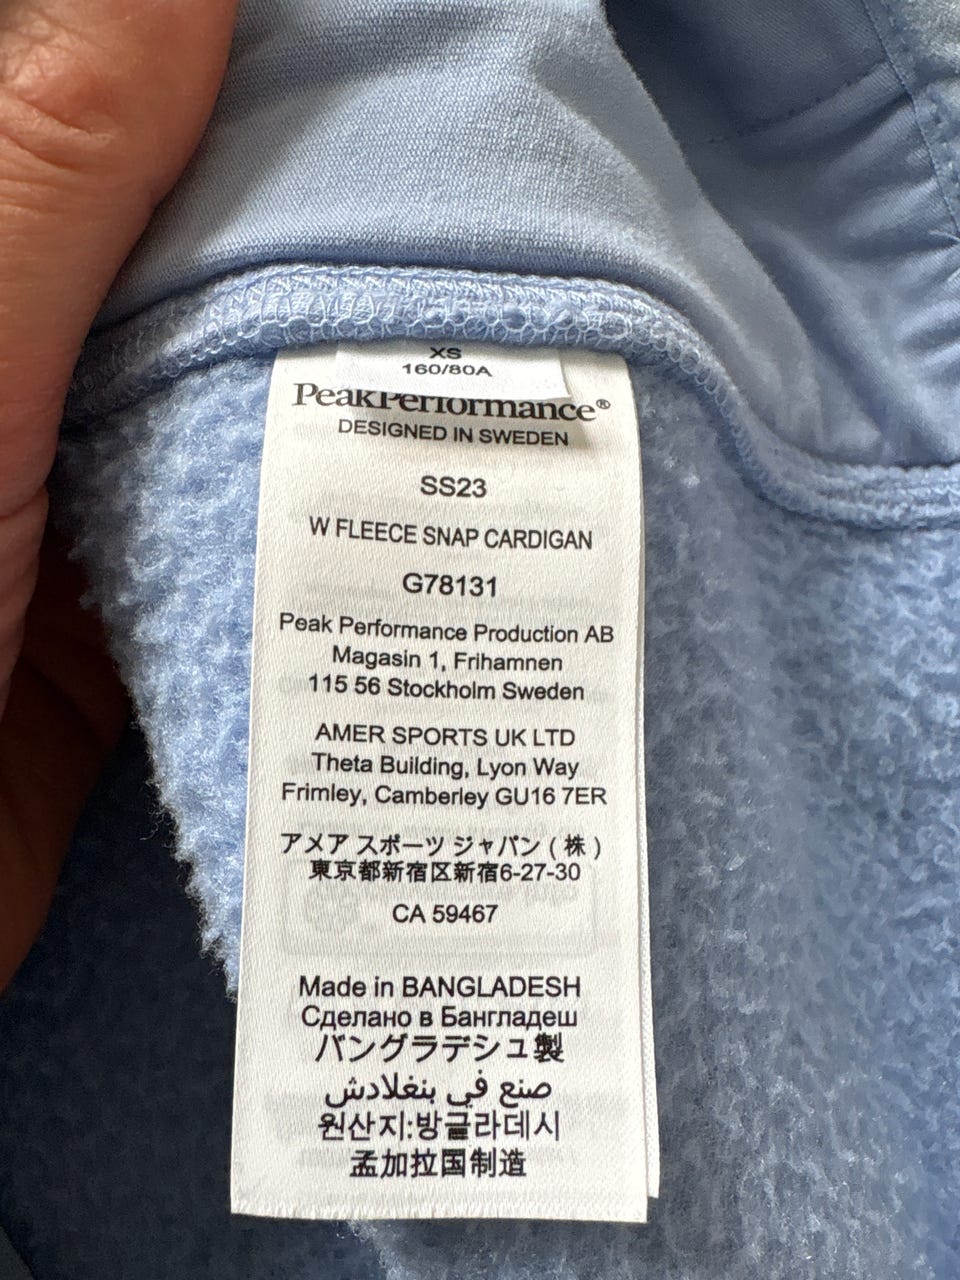 XS
160/80A
PeakPerformance®
DESIGNED IN SWEDEN
SS23
W FLEECE SNAP CARDIGAN
G78131
Peak Performance Production AB
Magasin 1, Frihamnen
115 56 Stockholm Sweden
AMER SPORTS UK LTD
Theta Building, Lyon Way
Frimley, Camberley GU16 7ER
アメア スポーツ ジャパン ( 株 )
東京都新宿区新宿6-27-30
CA 59467
Made in BANGLADESH
Сделано в Бангладеш
バングラデシュ製
صنع في بنغلادش
원산지:방글라데시
孟加拉国制造